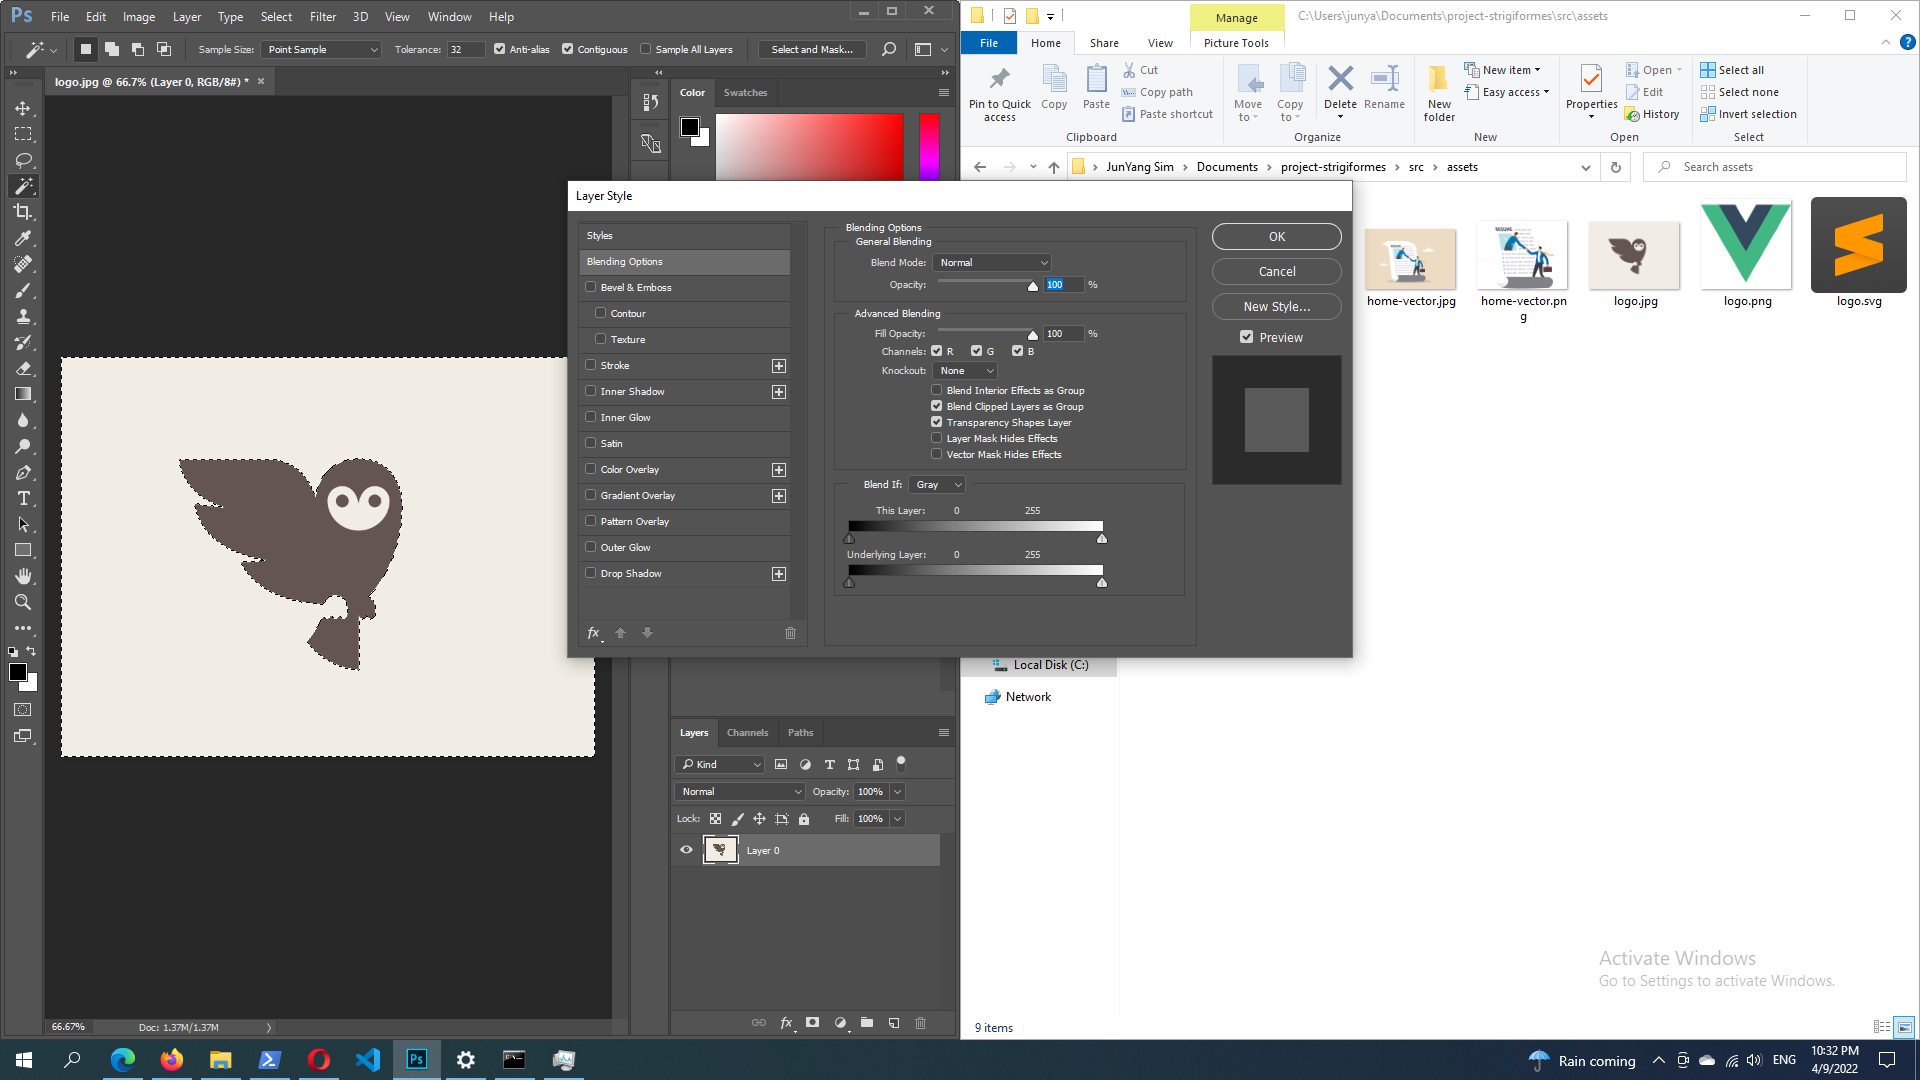 Ps File Edit Image Layer Type Select Filter 3D View Window Help
Sample Size: Point Sample Tolerance: 32 Anti-alias Contiguous Sample All Layers Select and Mask...
logo.jpg @ 66.7% (Layer 0, RGB/8#) * ×
Color Swatches
Layer Style
Styles
Blending Options
Bevel & Emboss
Contour
Texture
Stroke
Inner Shadow
Inner Glow
Satin
Color Overlay
Gradient Overlay
Pattern Overlay
Outer Glow
Drop Shadow
fx
Blending Options
General Blending
Blend Mode: Normal
Opacity: 100 %
Advanced Blending
Fill Opacity: 100 %
Channels: R G B
Knockout: None
Blend Interior Effects as Group
Blend Clipped Layers as Group
Transparency Shapes Layer
Layer Mask Hides Effects
Vector Mask Hides Effects
Blend If: Gray
This Layer: 0 255
Underlying Layer: 0 255
OK
Cancel
New Style...
Preview
Layers Channels Paths
Kind
Normal Opacity: 100%
Lock: Fill: 100%
Layer 0
fx
66.67% Doc: 1.37M/1.37M
Manage C:\Users\junya\Documents\project-strigiformes\src\assets
File Home Share View Picture Tools
Pin to Quick access
Copy
Paste
Cut
Copy path
Paste shortcut
Clipboard
Move to
Copy to
Delete
Rename
Organize
New folder
New item
Easy access
New
Properties
Open
Edit
History
Open
Select all
Select none
Invert selection
Select
JunYang Sim Documents project-strigiformes src assets
Search assets
RESUME
RESUME
home-vector.jpg
home-vector.pn
g
logo.jpg
logo.png
logo.svg
Local Disk (C:)
Network
Activate Windows
Go to Settings to activate Windows.
9 items
Ps
Rain coming
ENG
10:32 PM
4/9/2022